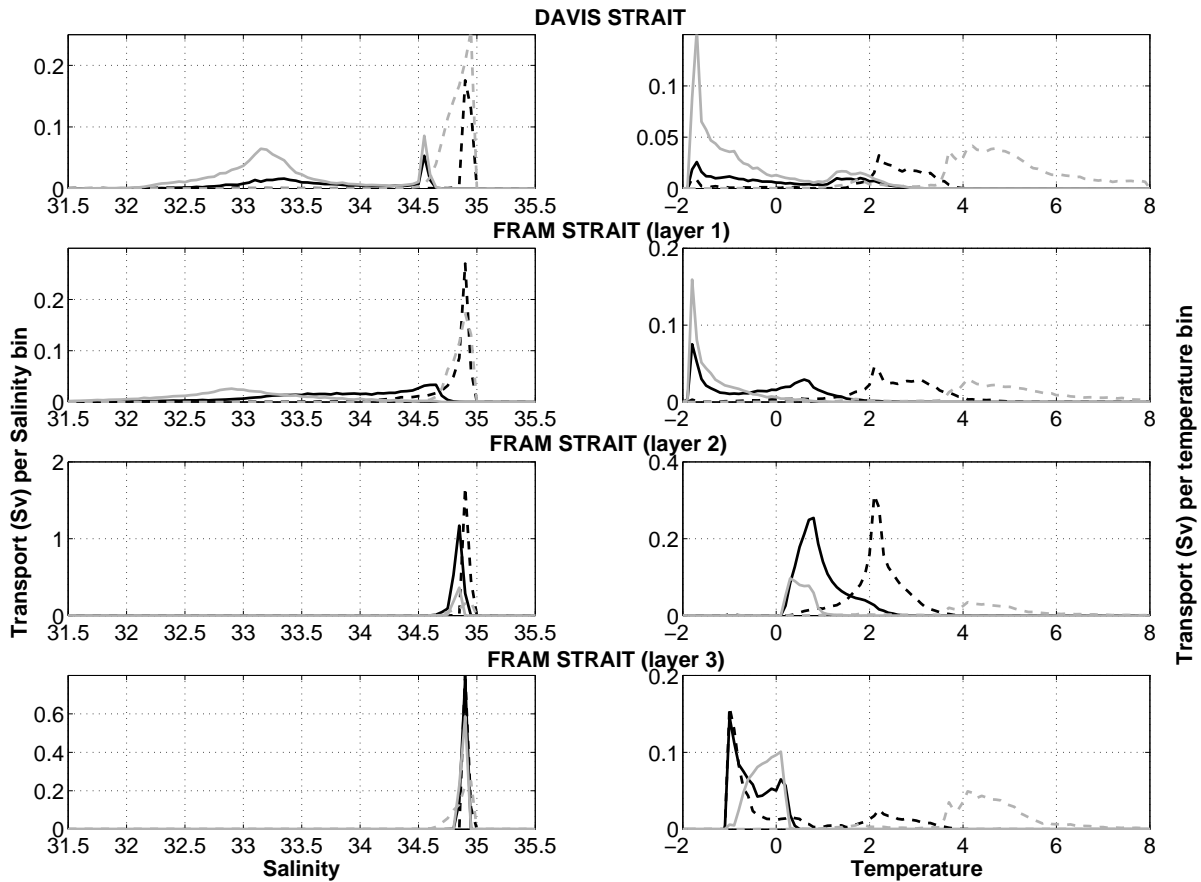 DAVIS STRAIT
0.2
0.1
0
31.5 32 32.5 33 33.5 34 34.5 35 35.5
0.1
0.05
0
−2 0 2 4 6 8
FRAM STRAIT (layer 1)
0.2
0.1
0
31.5 32 32.5 33 33.5 34 34.5 35 35.5
0.2
0.1
0
−2 0 2 4 6 8
FRAM STRAIT (layer 2)
2
1
0
31.5 32 32.5 33 33.5 34 34.5 35 35.5
0.4
0.2
0
−2 0 2 4 6 8
FRAM STRAIT (layer 3)
0.6
0.4
0.2
0
31.5 32 32.5 33 33.5 34 34.5 35 35.5
Salinity
0.2
0.1
0
−2 0 2 4 6 8
Temperature
Transport (Sv) per Salinity bin
Transport (Sv) per temperature bin